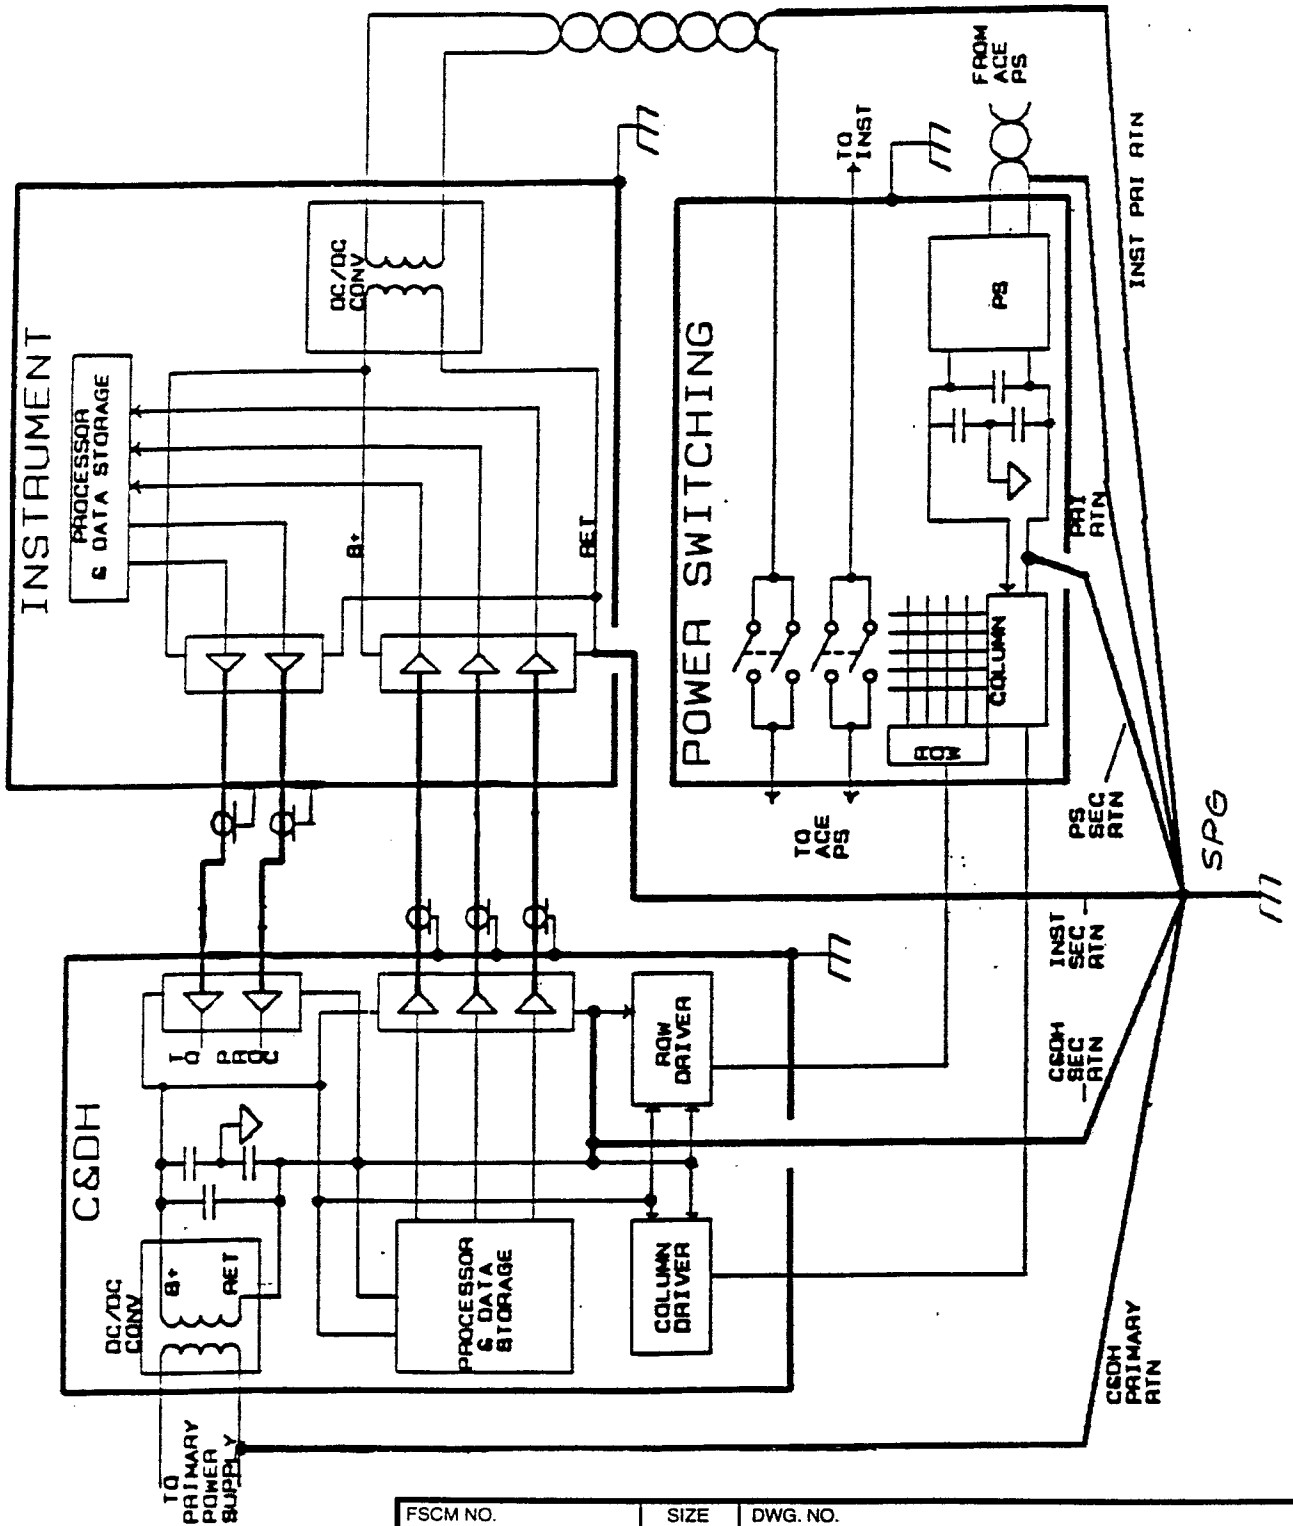 FROM
ACE
PS
TO
INST
INST PRI RTN
INSTRUMENT
PROCESSOR
& DATA STORAGE
DC/DC
CONV
B+
RET
POWER SWITCHING
PS
PRI
RTN
COLUMN
ROW
TO
ACE
PS
PS
SEC
RTN
SPG
INST
SEC
RTN
C&DH
SEC
RTN
C&DH
TO
PROC
ROW
DRIVER
DC/DC
CONV
B+
RET
PROCESSOR
& DATA
STORAGE
COLUMN
DRIVER
C&DH
PRIMARY
RTN
TO
PRIMARY
POWER
SUPPLY
FSCM NO.
SIZE
DWG. NO.